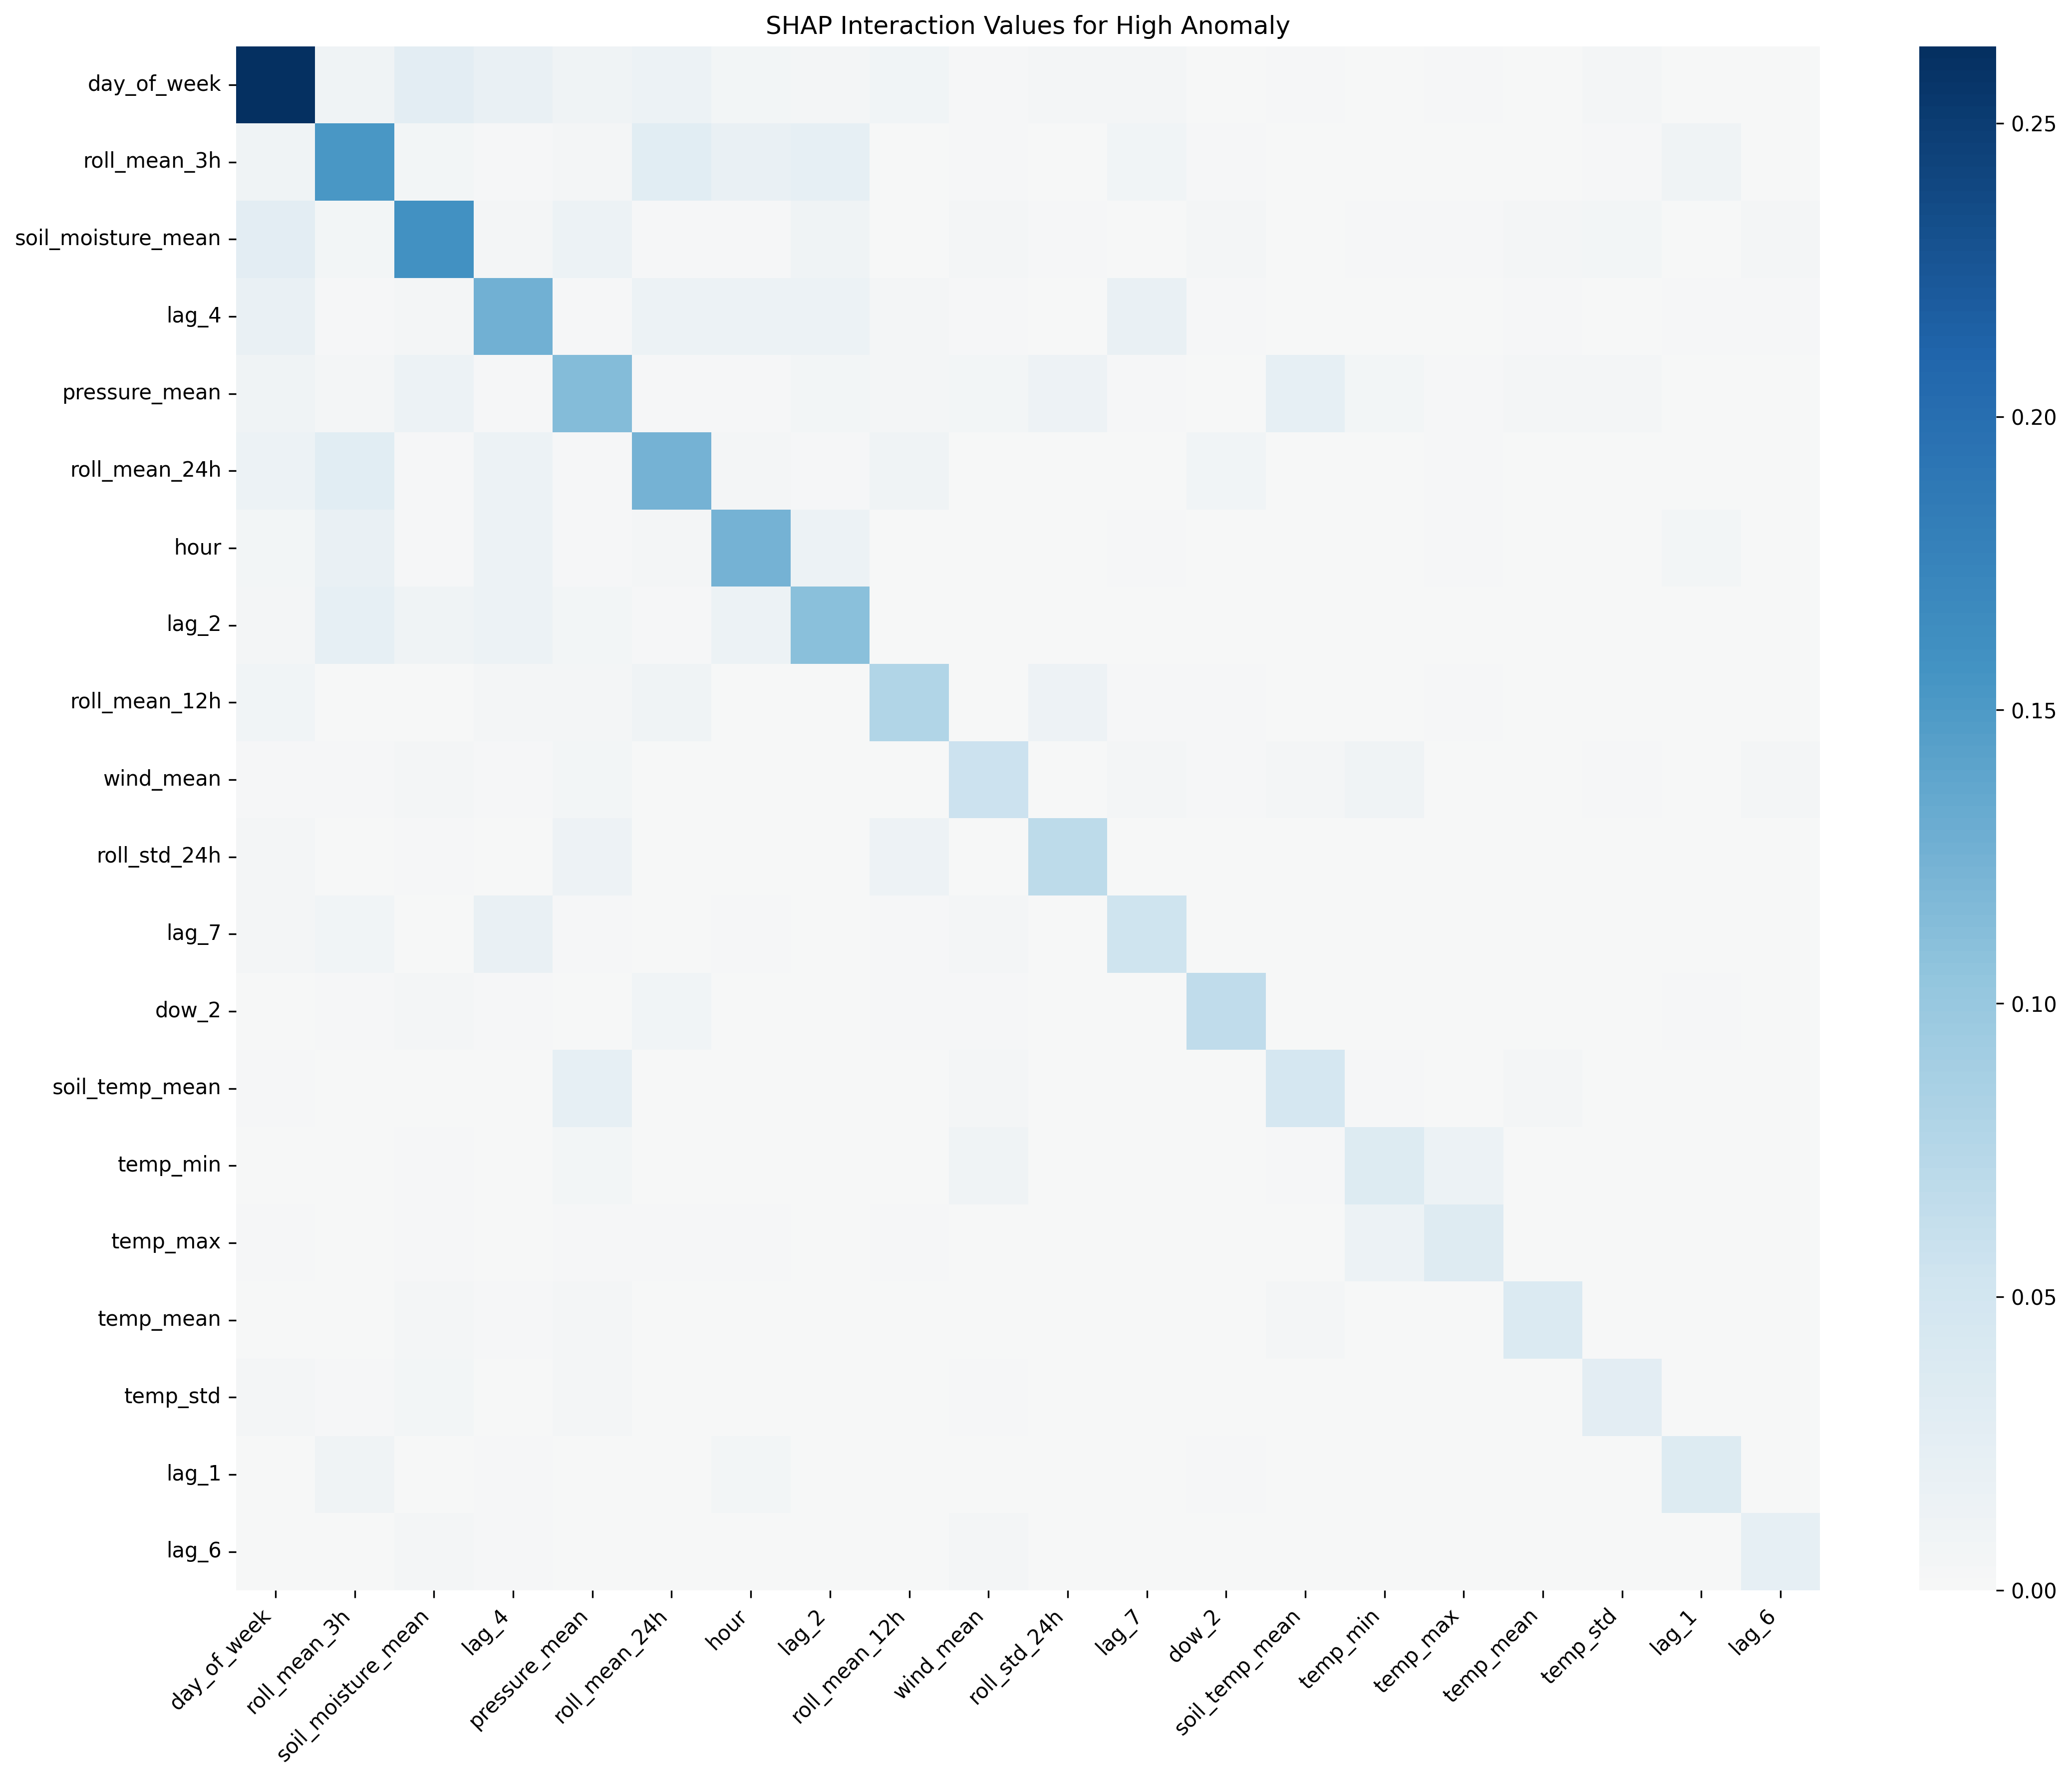 SHAP Interaction Values for High Anomaly
day_of_week
roll_mean_3h
soil_moisture_mean
lag_4
pressure_mean
roll_mean_24h
hour
lag_2
roll_mean_12h
wind_mean
roll_std_24h
lag_7
dow_2
soil_temp_mean
temp_min
temp_max
temp_mean
temp_std
lag_1
lag_6
day_of_week
roll_mean_3h
soil_moisture_mean
lag_4
pressure_mean
roll_mean_24h
hour
lag_2
roll_mean_12h
wind_mean
roll_std_24h
lag_7
dow_2
soil_temp_mean
temp_min
temp_max
temp_mean
temp_std
lag_1
lag_6
0.25
0.20
0.15
0.10
0.05
0.00